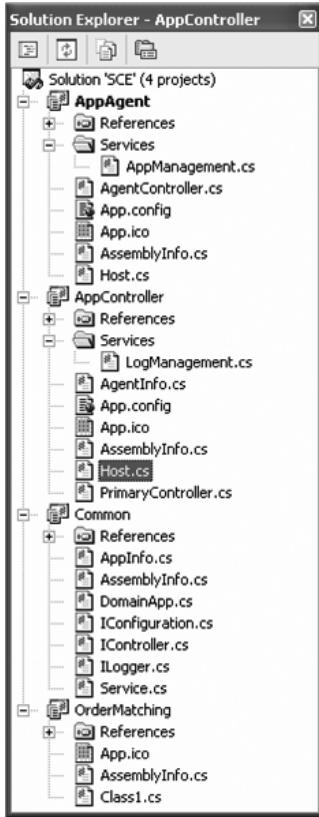 Solution Explorer - AppController
Solution 'SCE' (4 projects)
AppAgent
References
Services
AppManagement.cs
AgentController.cs
App.config
App.ico
AssemblyInfo.cs
Host.cs
AppController
References
Services
LogManagement.cs
AgentInfo.cs
App.config
App.ico
AssemblyInfo.cs
Host.cs
PrimaryController.cs
Common
References
AppInfo.cs
AssemblyInfo.cs
DomainApp.cs
IConfiguration.cs
IController.cs
ILogger.cs
Service.cs
OrderMatching
References
App.ico
AssemblyInfo.cs
Class1.cs